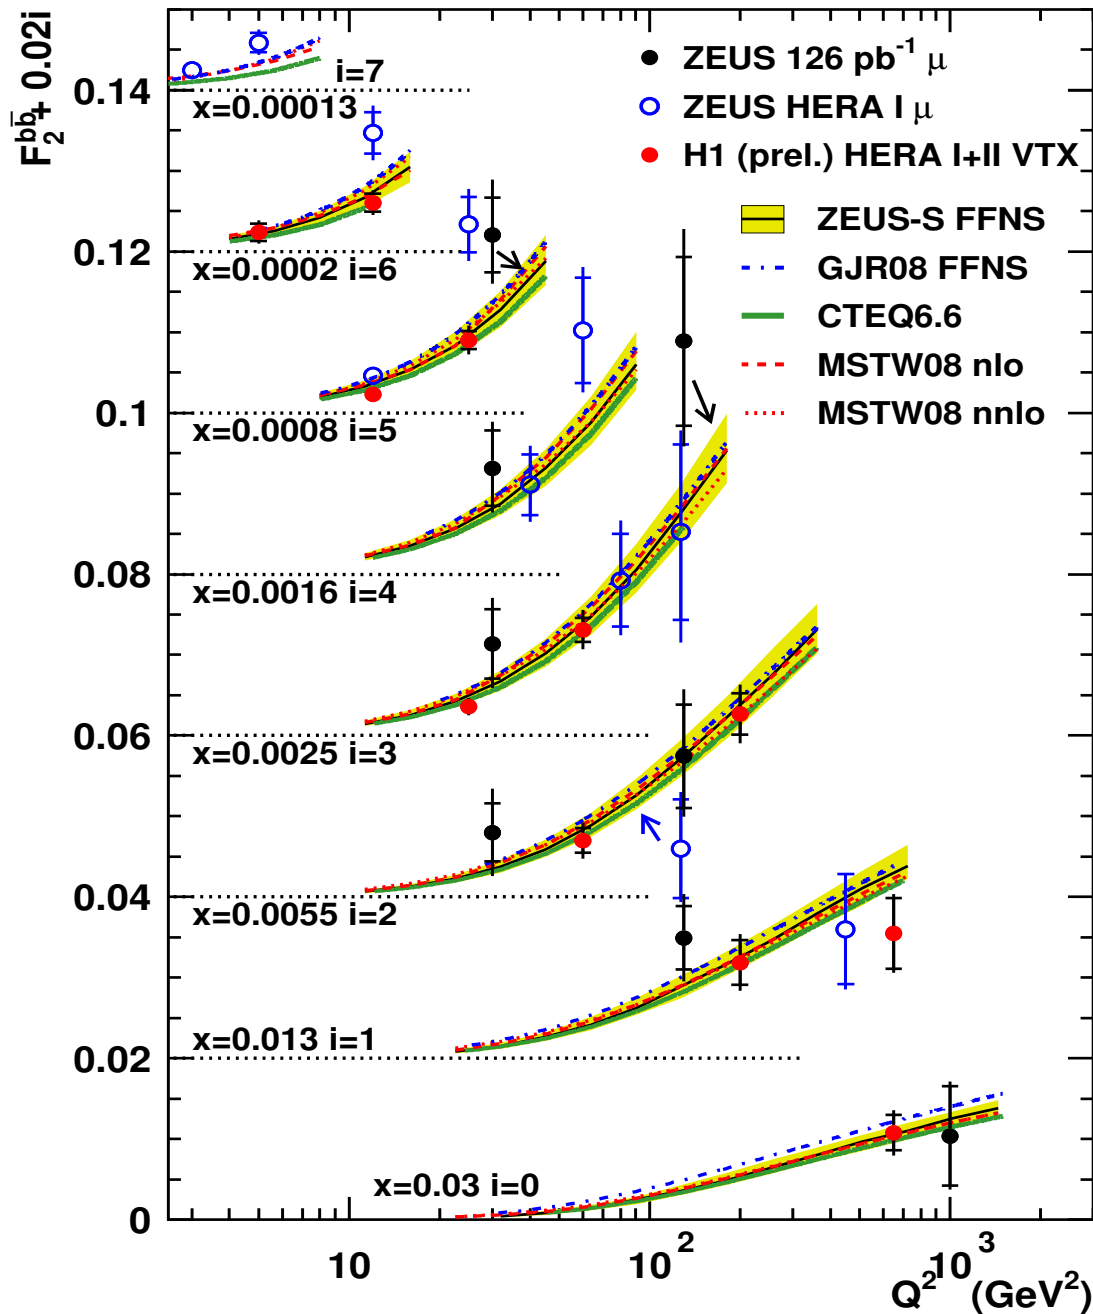 F₂^bb̄ + 0.02i
ZEUS 126 pb⁻¹ μ
ZEUS HERA I μ
H1 (prel.) HERA I+II VTX
ZEUS-S FFNS
GJR08 FFNS
CTEQ6.6
MSTW08 nlo
MSTW08 nnlo
i=7
x=0.00013
x=0.0002 i=6
x=0.0008 i=5
x=0.0016 i=4
x=0.0025 i=3
x=0.0055 i=2
x=0.013 i=1
x=0.03 i=0
0.14
0.12
0.1
0.08
0.06
0.04
0.02
0
10
10²
10³
Q² (GeV²)